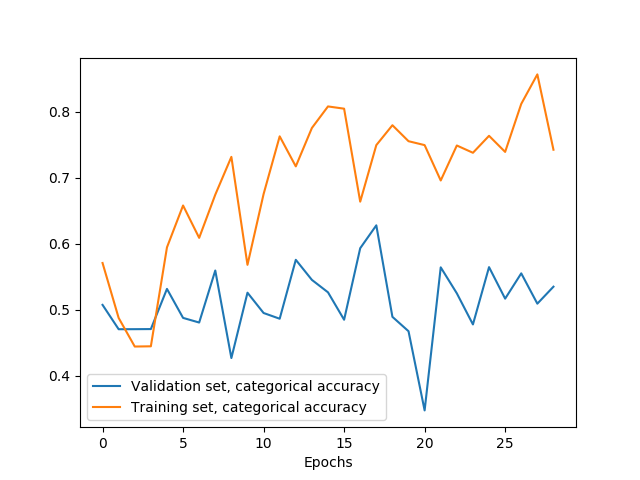 0.8
0.7
0.6
0.5
0.4
Validation set, categorical accuracy
Training set, categorical accuracy
0 5 10 15 20 25
Epochs